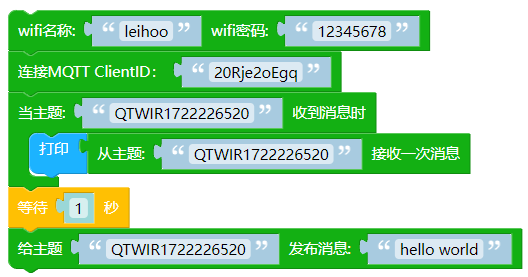 wifi名称: “ leihoo ” wifi密码: “ 12345678 ”
连接MQTT ClientID: “ 20Rje2oEgq ”
当主题: “ QTWIR1722226520 ” 收到消息时
打印 从主题: “ QTWIR1722226520 ” 接收一次消息
等待 1 秒
给主题 “ QTWIR1722226520 ” 发布消息: “ hello world ”